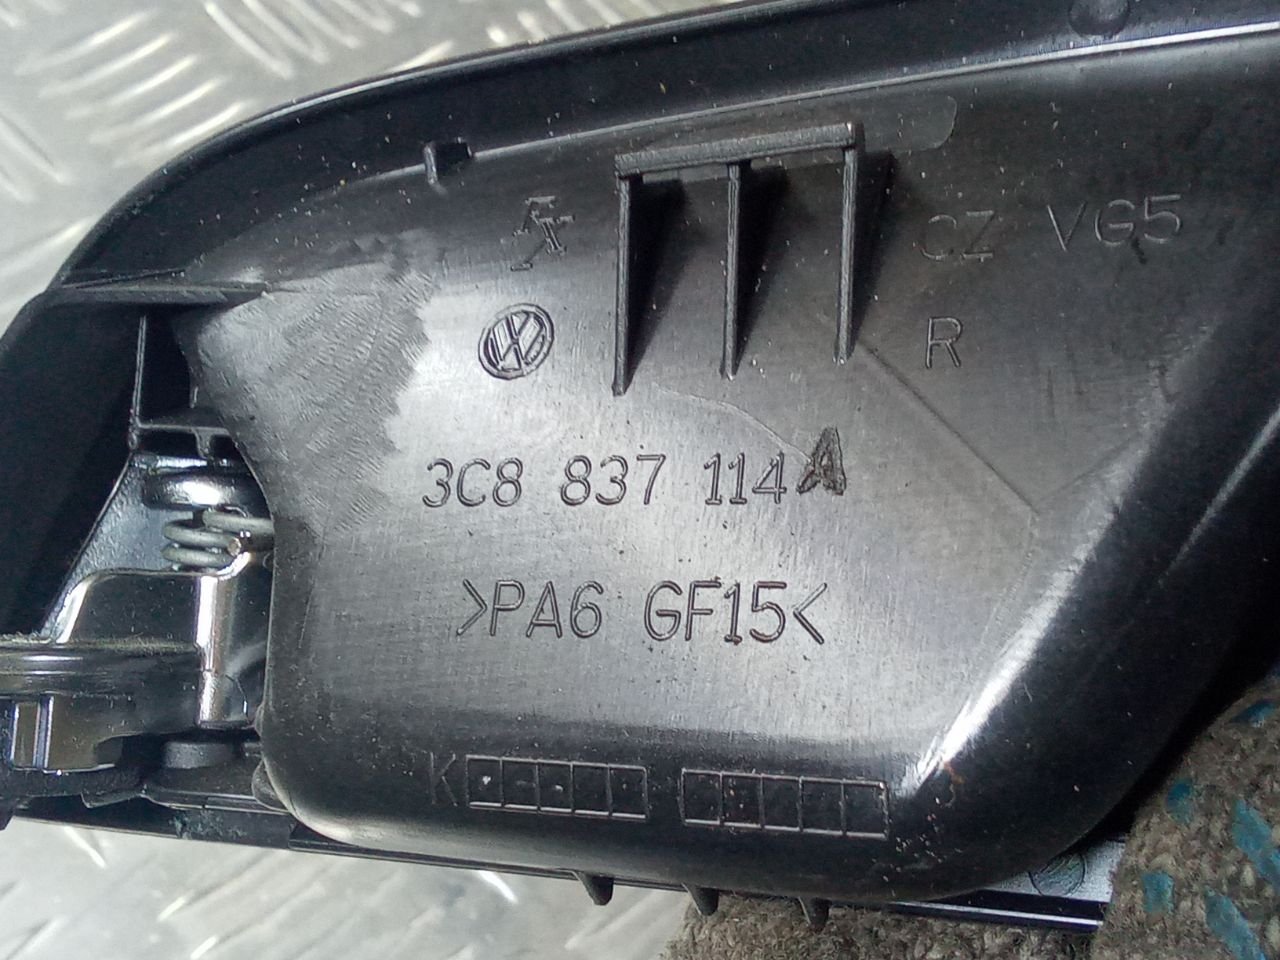 CZ VG5
R
3C8 837 114A
>PA6 GF15<
K